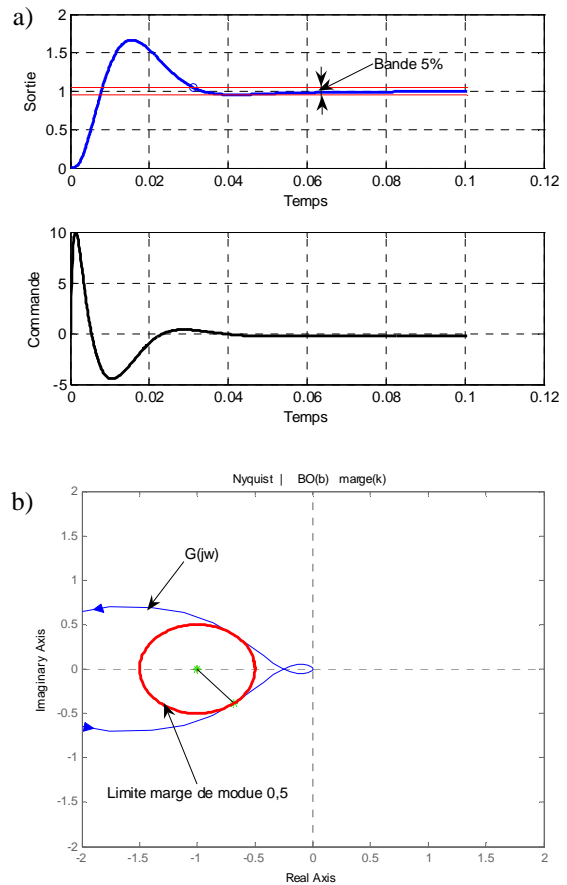 a)
2
1.5
1
0.5
0
Sortie
Bande 5%
0 0.02 0.04 0.06 0.08 0.1 0.12
Temps
10
5
0
-5
Commande
0 0.02 0.04 0.06 0.08 0.1 0.12
Temps
b)
Nyquist | BO(b) marge(k)
2
1.5
1
0.5
0
-0.5
-1
-1.5
-2
Imaginary Axis
G(jw)
Limite marge de modue 0,5
-2 -1.5 -1 -0.5 0 0.5 1 1.5 2
Real Axis